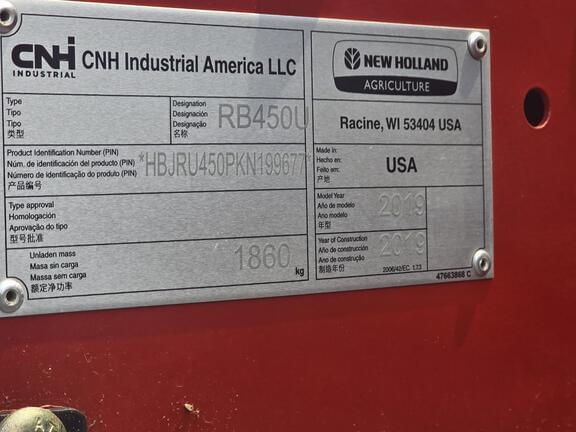 CNH
INDUSTRIAL
CNH Industrial America LLC
Type
Tipo
Tipo
类型
Designation
Designación
Designação
名称
RB450U
Product Identification Number (PIN)
Núm. de identificación del producto (PIN)
Número de identificação do produto (PIN)
产品编号
*HBJRU450PKN199677*
Type approval
Homologación
Aprovação do tipo
型号批准
Unladen mass
Masa sin carga
Massa sem carga
额定净功率
1860
kg
NEW HOLLAND
AGRICULTURE
Racine, WI 53404 USA
Made in:
Hecho en:
Feito em:
产地
USA
Model Year
Año de modelo
Ano modelo
年型
2019
Year of Construction
Año de construcción
Ano de construção
制造年份
2019
2006/42/EC, 1.7.3
47663868 C